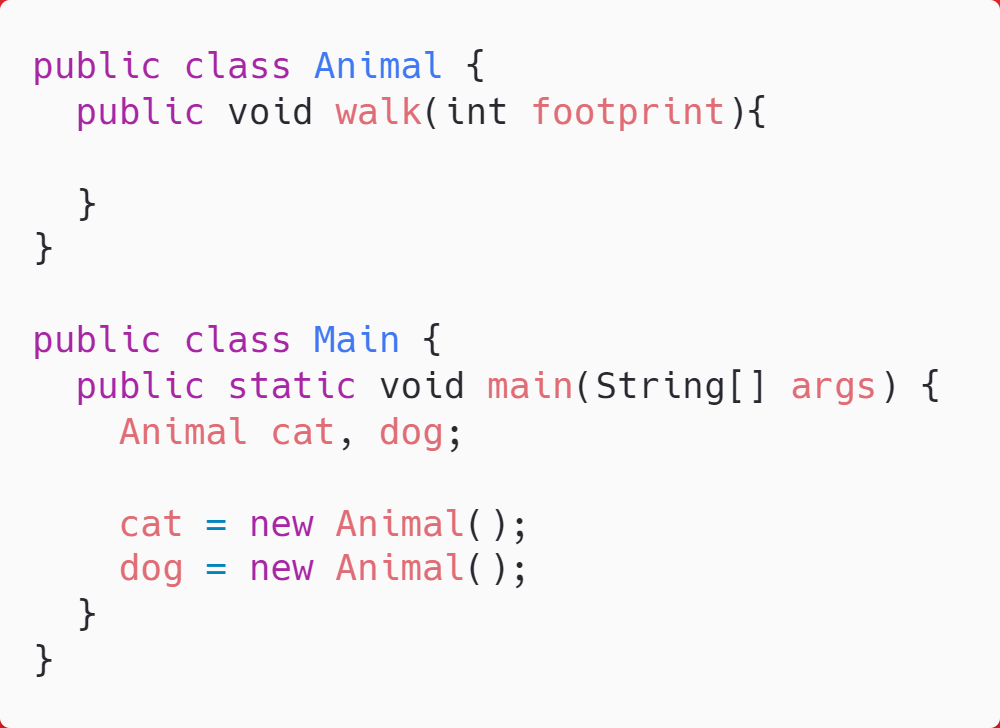 public class Animal {
  public void walk(int footprint){
  }
}
public class Main {
  public static void main(String[] args) {
    Animal cat, dog;
    cat = new Animal();
    dog = new Animal();
  }
}